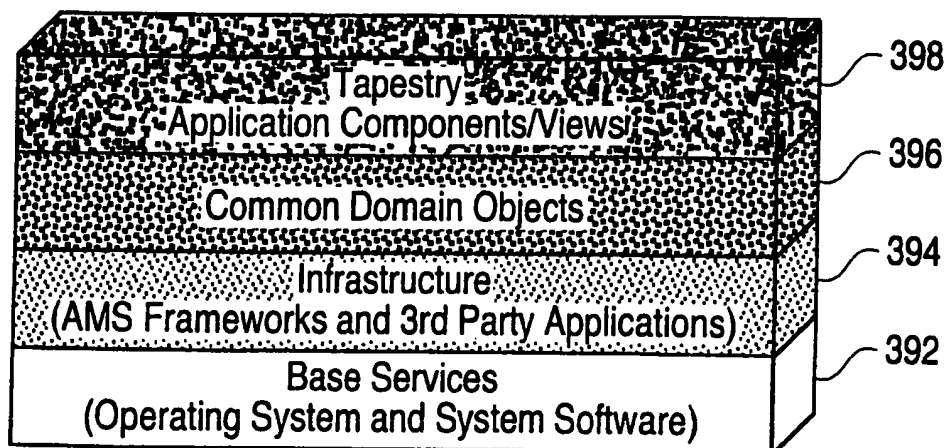 Tapestry
Application Components/Views
398
Common Domain Objects
396
Infrastructure
(AMS Frameworks and 3rd Party Applications)
394
Base Services
(Operating System and System Software)
392